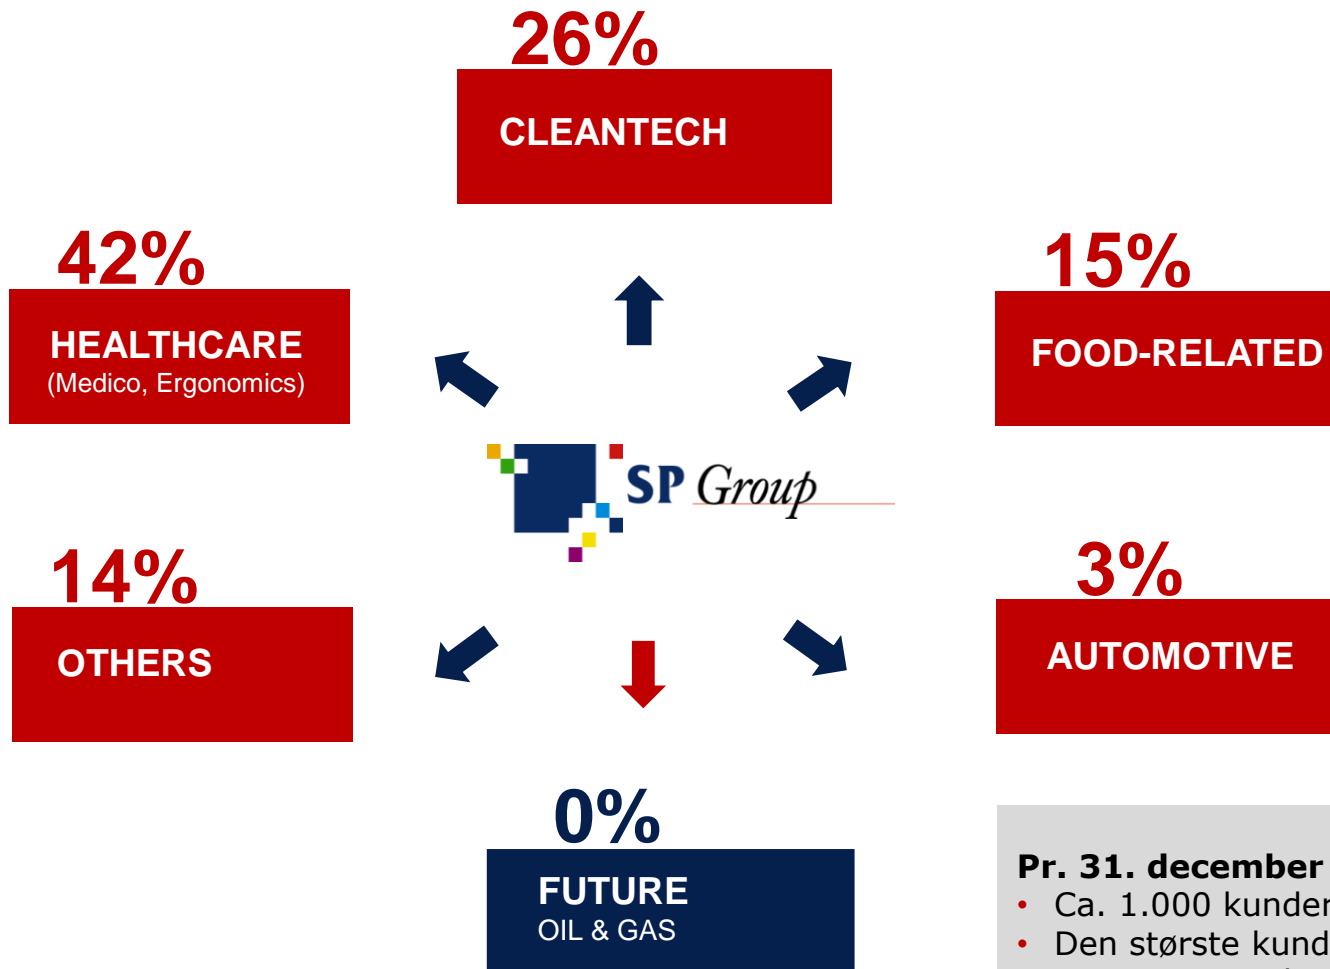 26%
CLEANTECH
42%
HEALTHCARE
(Medico, Ergonomics)
15%
FOOD-RELATED
SP Group
14%
OTHERS
3%
AUTOMOTIVE
0%
FUTURE
OIL & GAS
Pr. 31. december
• Ca. 1.000 kunder
• Den største kund